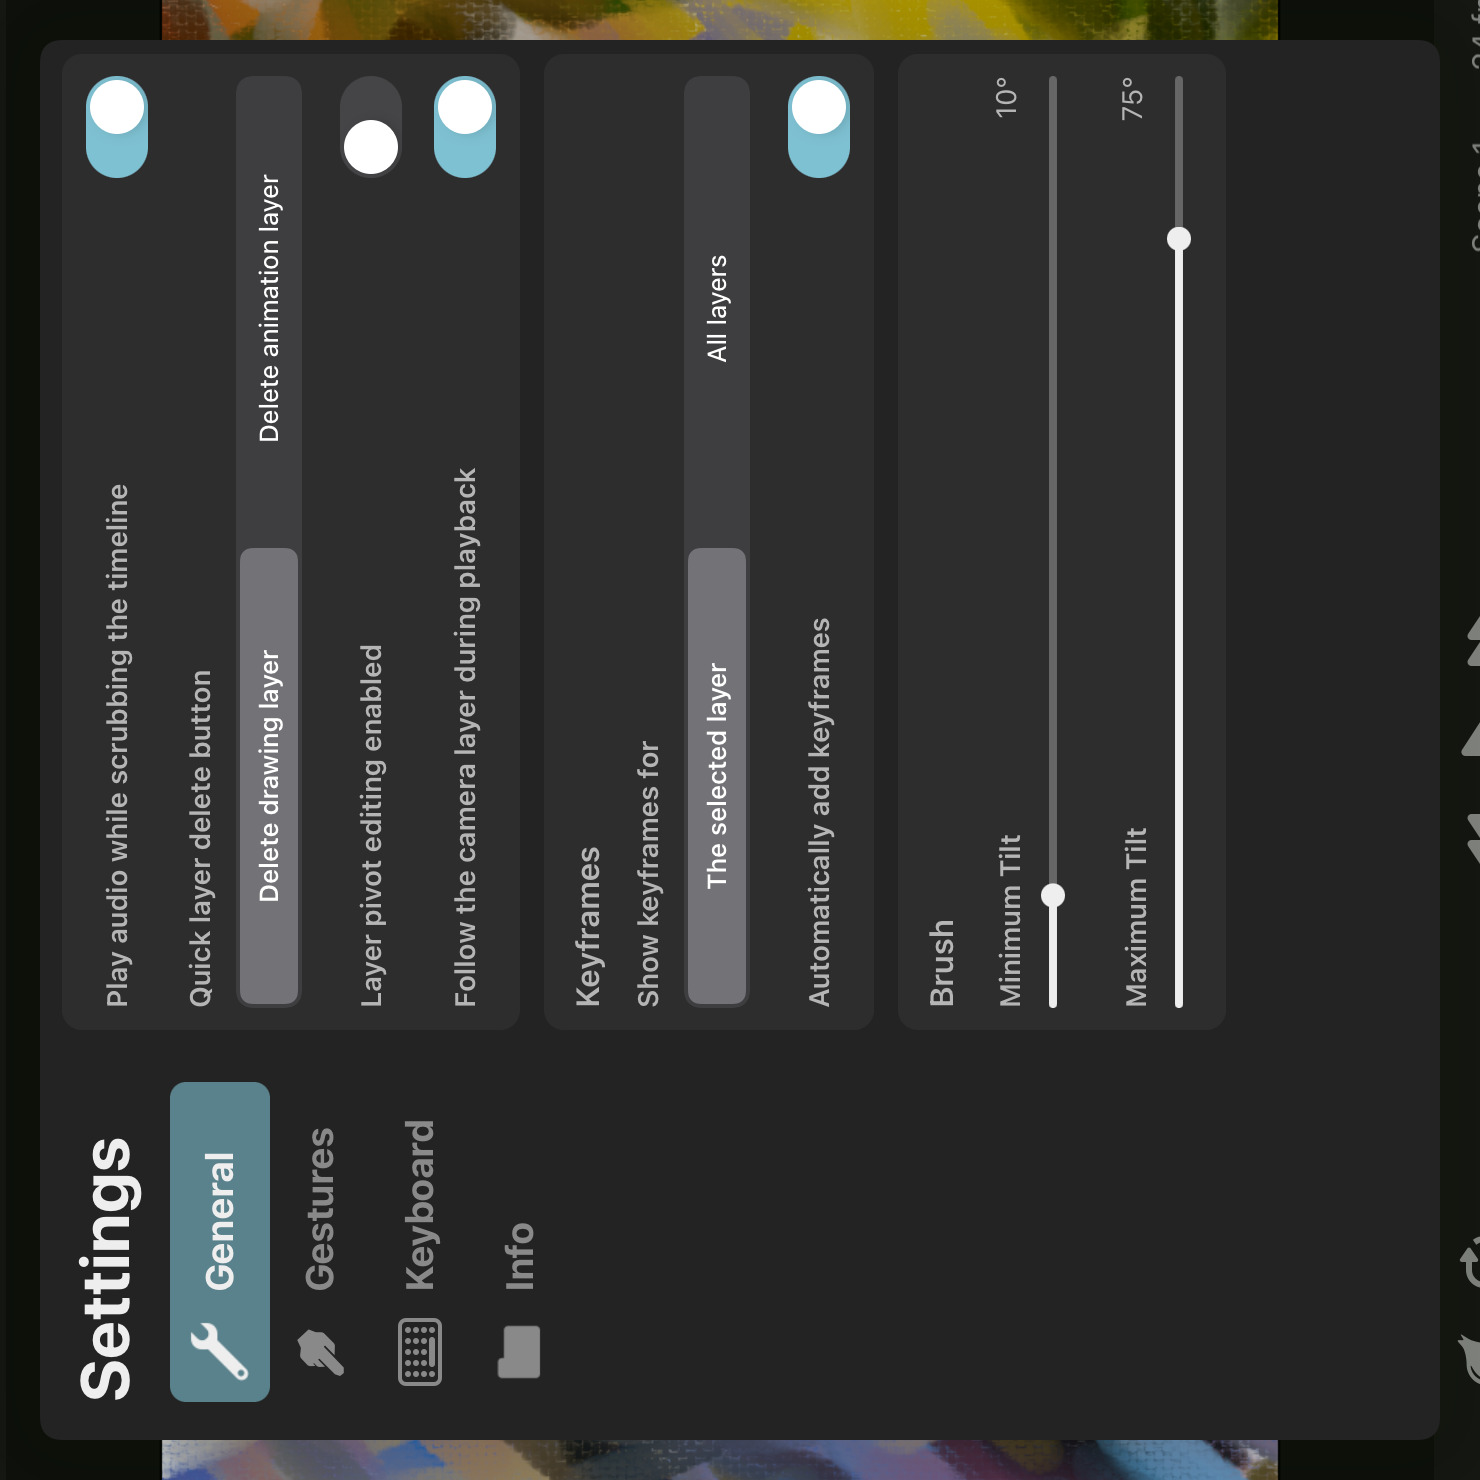 Settings
General
Gestures
Keyboard
Info
Play audio while scrubbing the timeline
Quick layer delete button
Delete drawing layer
Delete animation layer
Layer pivot editing enabled
Follow the camera layer during playback
Keyframes
Show keyframes for
The selected layer
All layers
Automatically add keyframes
Brush
Minimum Tilt
10°
Maximum Tilt
75°
Scene 1